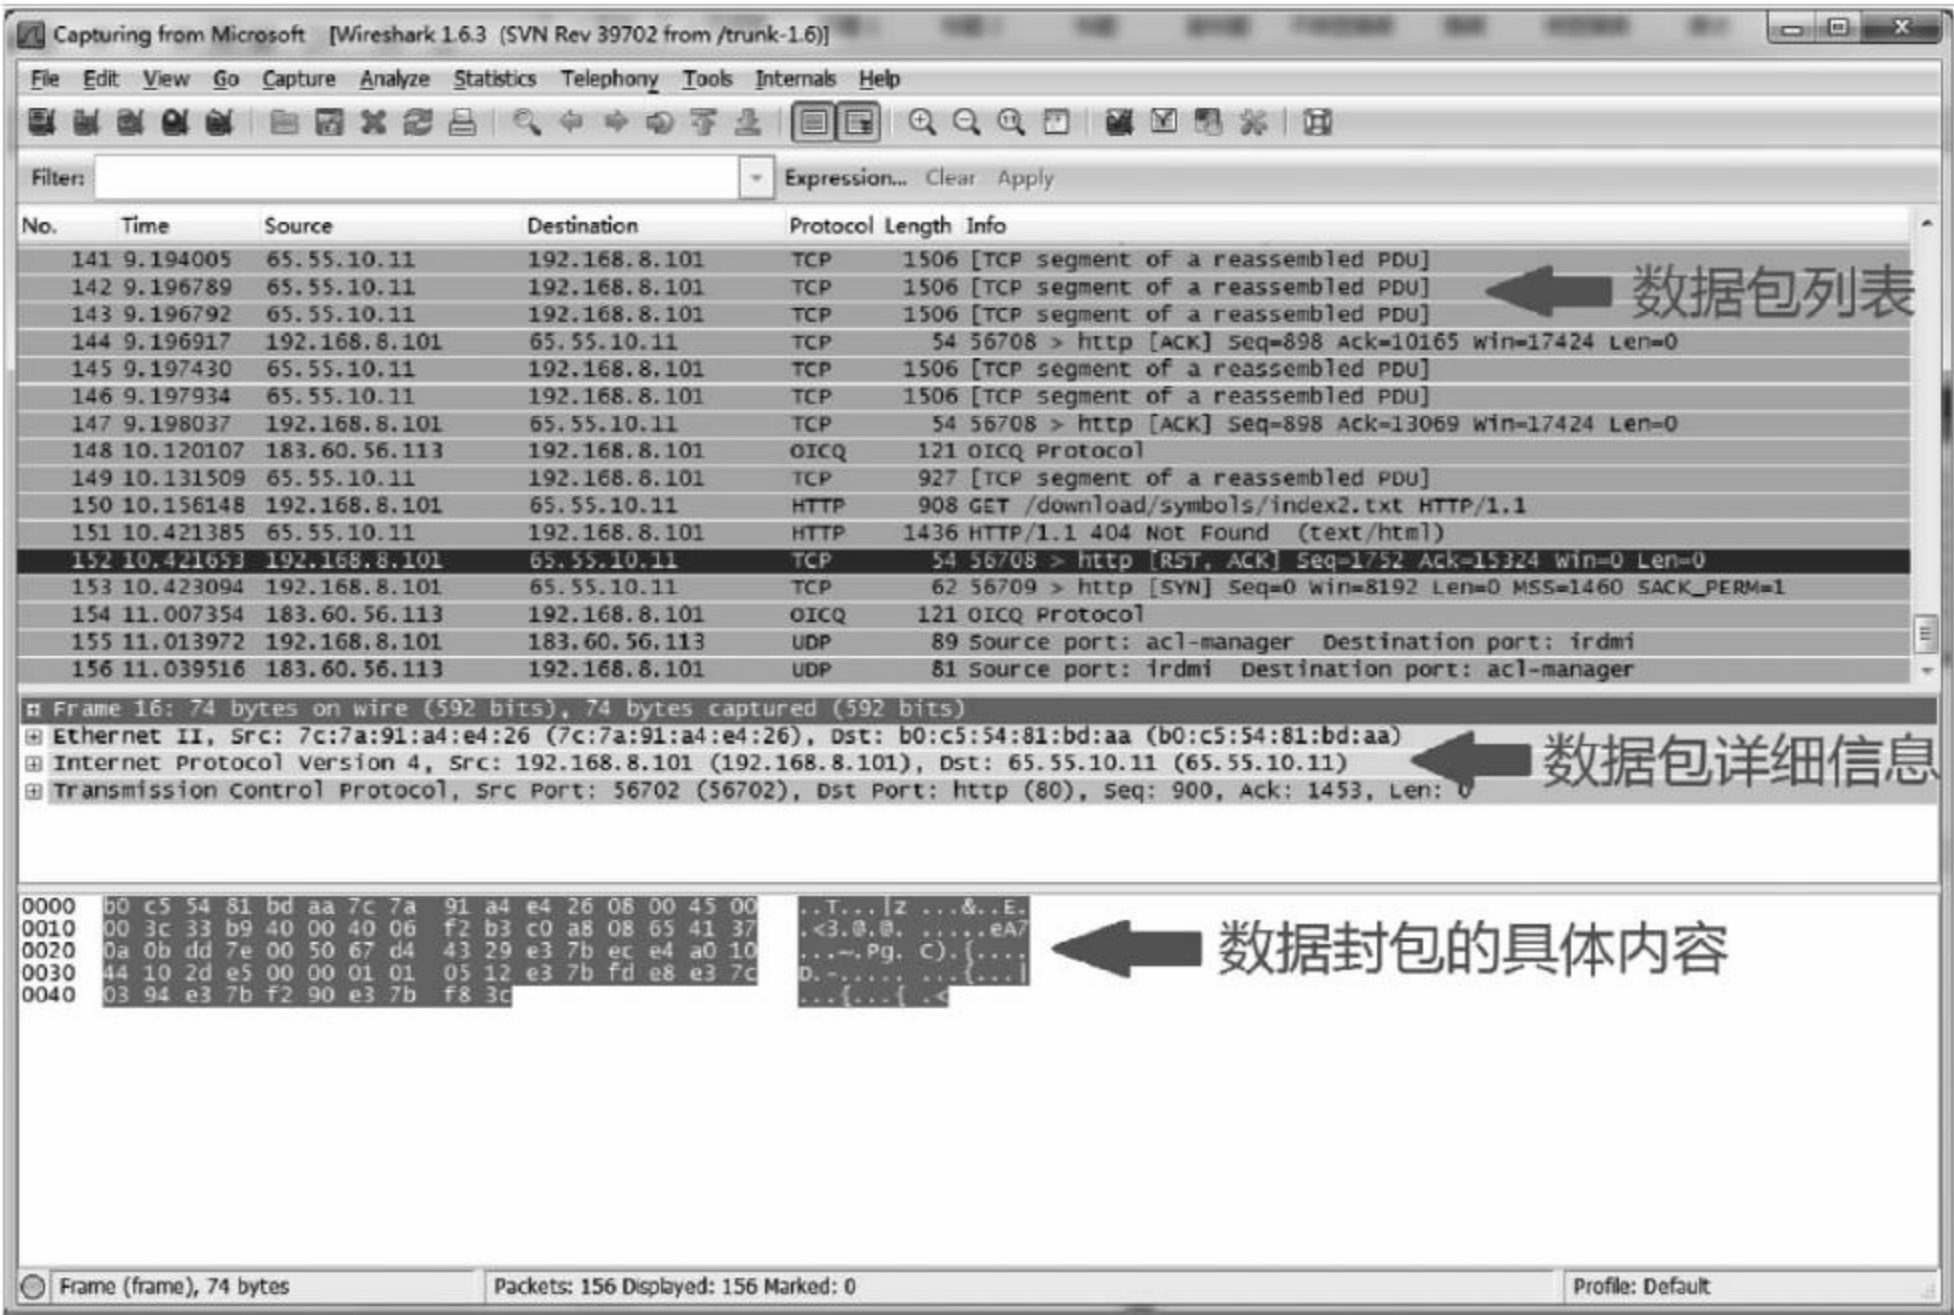 Capturing from Microsoft [Wireshark 1.6.3 (SVN Rev 39702 from /trunk-1.6)]
File Edit View Go Capture Analyze Statistics Telephony Tools Internals Help
Filter: Expression... Clear Apply
No. Time Source Destination Protocol Length Info
141 9.194005 65.55.10.11 192.168.8.101 TCP 1506 [TCP segment of a reassembled PDU]
142 9.196789 65.55.10.11 192.168.8.101 TCP 1506 [TCP segment of a reassembled PDU]
数据包列表
143 9.196792 65.55.10.11 192.168.8.101 TCP 1506 [TCP segment of a reassembled PDU]
144 9.196917 192.168.8.101 65.55.10.11 TCP 54 56708 > http [ACK] Seq=898 Ack=10165 Win=17424 Len=0
145 9.197430 65.55.10.11 192.168.8.101 TCP 1506 [TCP segment of a reassembled PDU]
146 9.197934 65.55.10.11 192.168.8.101 TCP 1506 [TCP segment of a reassembled PDU]
147 9.198037 192.168.8.101 65.55.10.11 TCP 54 56708 > http [ACK] Seq=898 Ack=13069 Win=17424 Len=0
148 10.120107 183.60.56.113 192.168.8.101 OICQ 121 OICQ Protocol
149 10.131509 65.55.10.11 192.168.8.101 TCP 927 [TCP segment of a reassembled PDU]
150 10.156148 192.168.8.101 65.55.10.11 HTTP 908 GET /download/symbols/index2.txt HTTP/1.1
151 10.421385 65.55.10.11 192.168.8.101 HTTP 1436 HTTP/1.1 404 Not Found (text/html)
152 10.421653 192.168.8.101 65.55.10.11 TCP 54 56708 > http [RST, ACK] Seq=1752 Ack=15324 Win=0 Len=0
153 10.423094 192.168.8.101 65.55.10.11 TCP 62 56709 > http [SYN] Seq=0 Win=8192 Len=0 MSS=1460 SACK_PERM=1
154 11.007354 183.60.56.113 192.168.8.101 OICQ 121 OICQ Protocol
155 11.013972 192.168.8.101 183.60.56.113 UDP 89 Source port: acl-manager Destination port: irdmi
156 11.039516 183.60.56.113 192.168.8.101 UDP 81 Source port: irdmi Destination port: acl-manager
Frame 16: 74 bytes on wire (592 bits), 74 bytes captured (592 bits)
Ethernet II, Src: 7c:7a:91:a4:e4:26 (7c:7a:91:a4:e4:26), Dst: b0:c5:54:81:bd:aa (b0:c5:54:81:bd:aa)
Internet Protocol Version 4, Src: 192.168.8.101 (192.168.8.101), Dst: 65.55.10.11 (65.55.10.11)
数据包详细信息
Transmission Control Protocol, Src Port: 56702 (56702), Dst Port: http (80), Seq: 900, Ack: 1453, Len: 0
0000 b0 c5 54 81 bd aa 7c 7a 91 a4 e4 26 08 00 45 00 ..T...|z ...&..E.
0010 00 3c 33 b9 40 00 40 06 f2 b3 c0 a8 08 65 41 37 .<3.@.@. .....eA7
0020 0a 0b dd 7e 00 50 67 d4 43 29 e3 7b ec e4 a0 10 ...~.Pg. C).{....
数据封包的具体内容
0030 44 10 2d e5 00 00 01 01 05 12 e3 7b fd e8 e3 7c D.-..... ...{...|
0040 03 94 e3 7b f2 90 e3 7b f8 3c ...{...{ .<
Frame (frame), 74 bytes Packets: 156 Displayed: 156 Marked: 0 Profile: Default